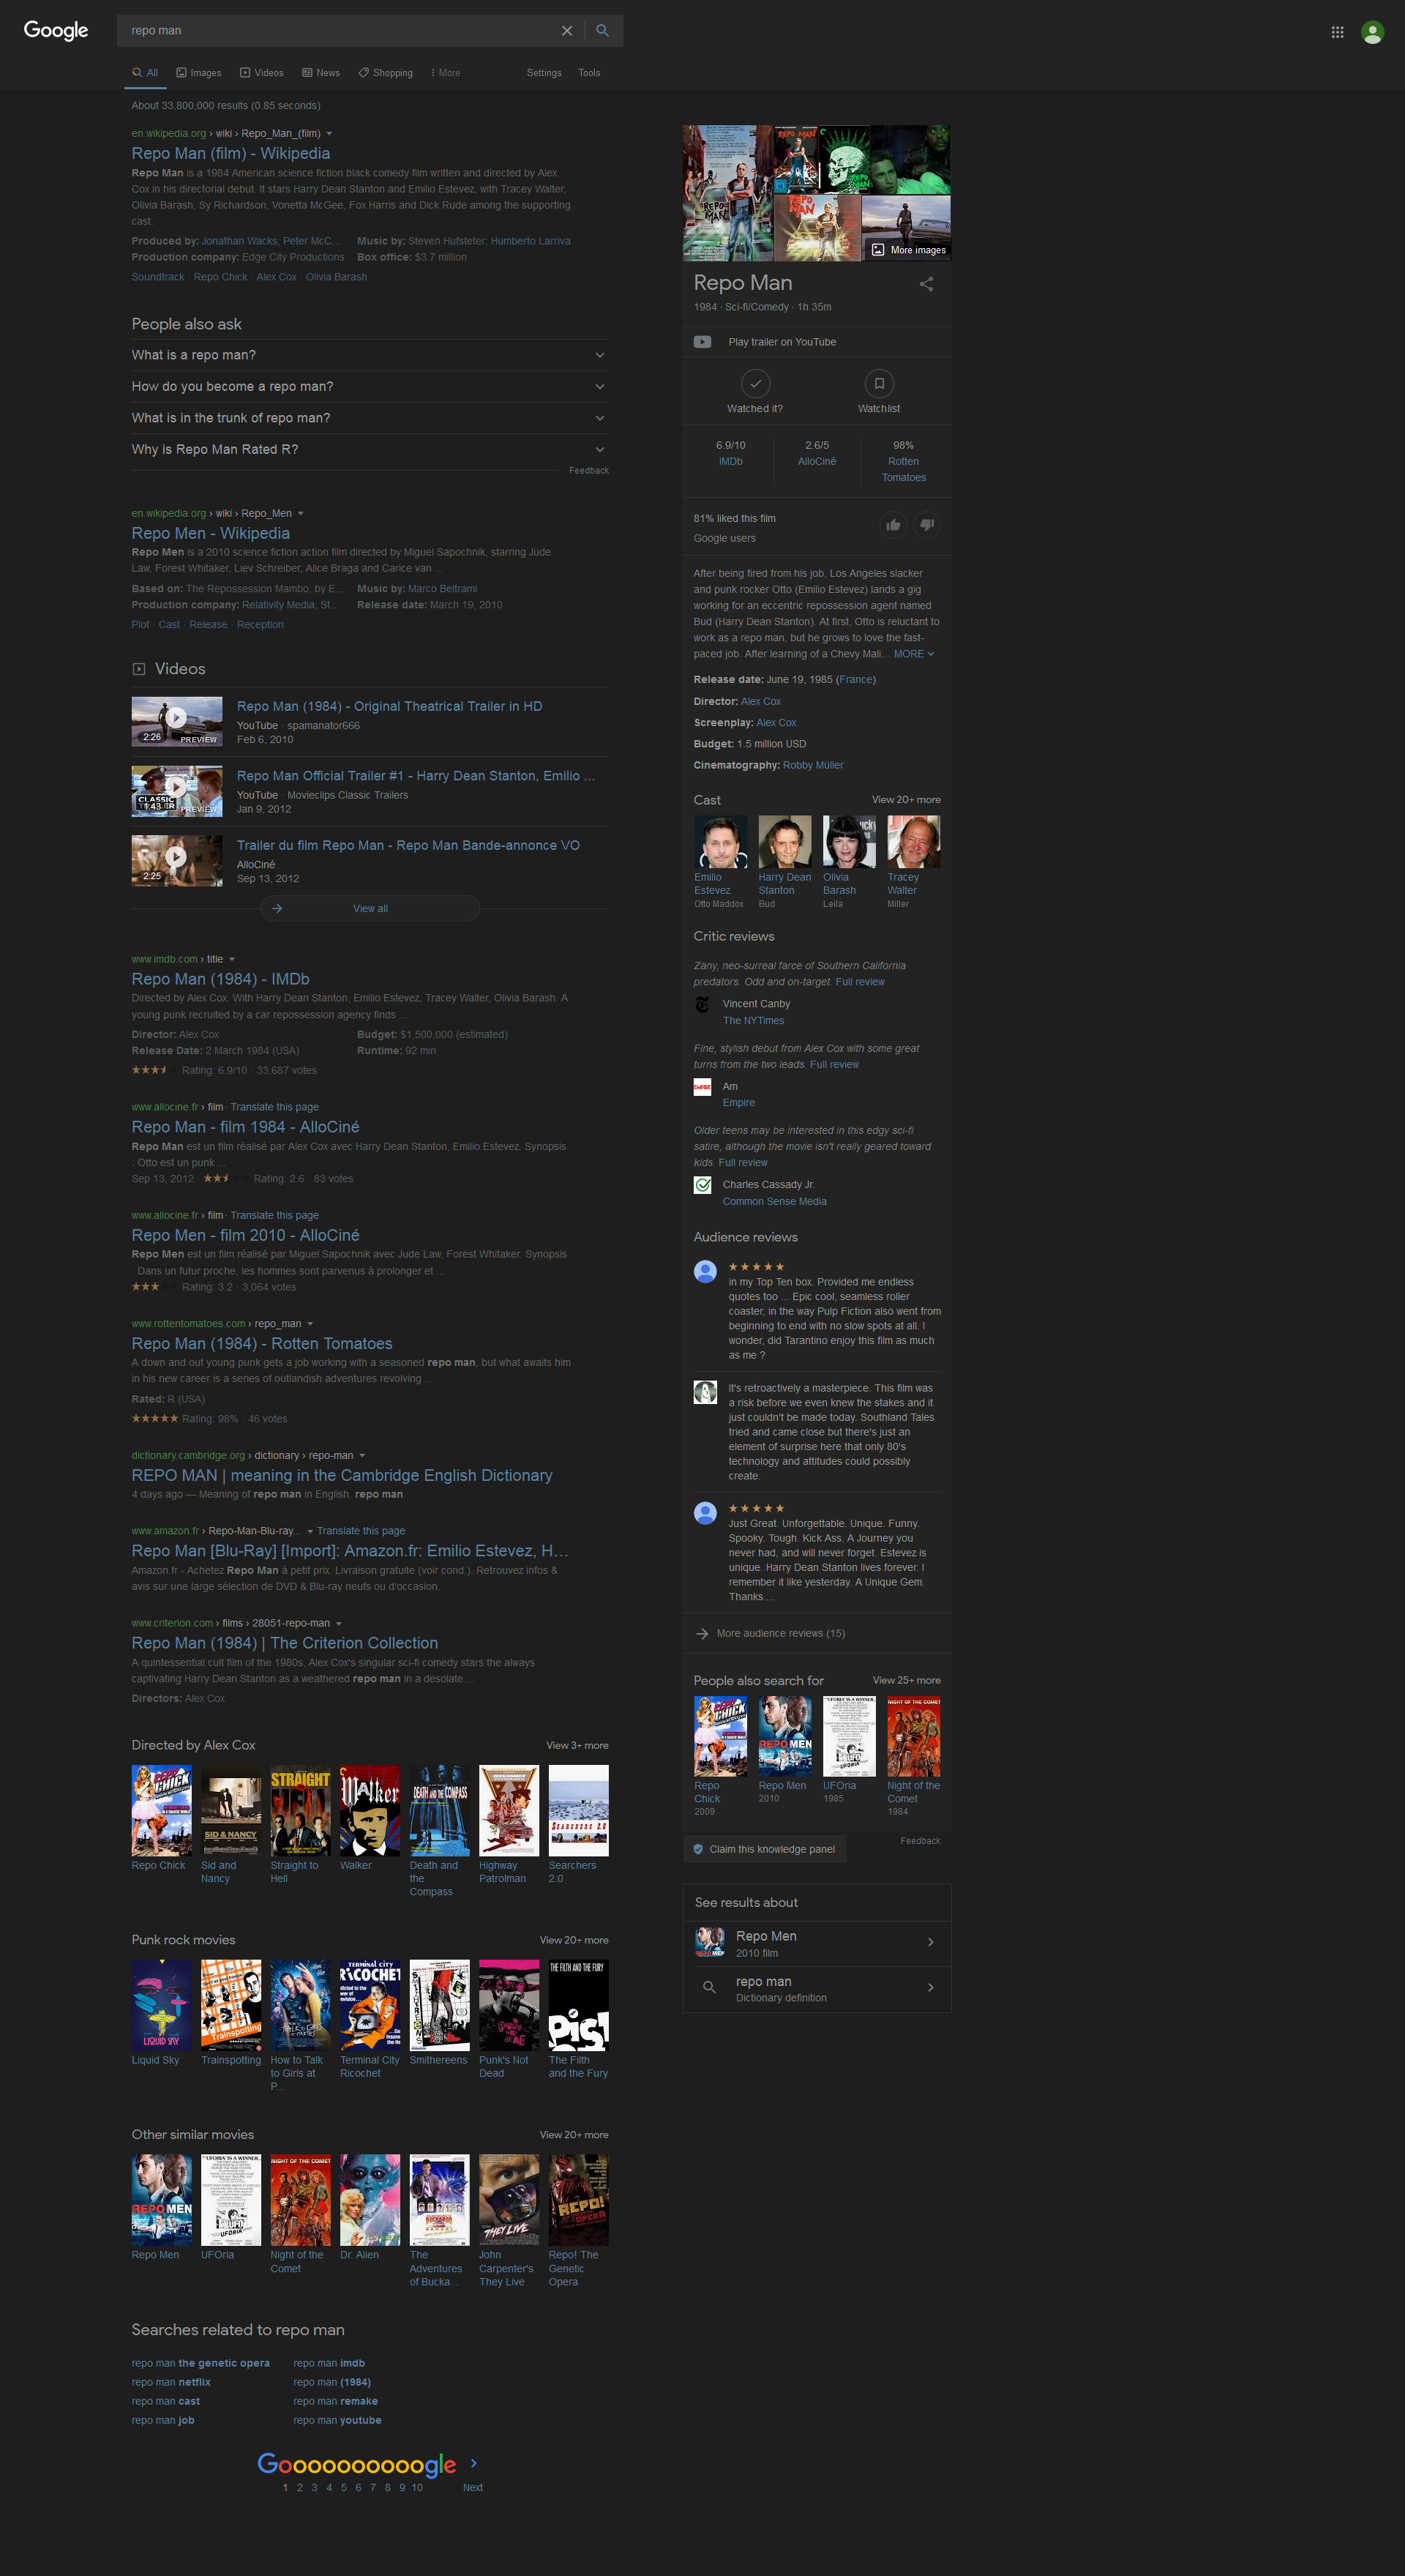 Google
repo man
All
Images
Videos
News
Shopping
More
Settings
Tools
About 33,800,000 results (0.85 seconds)
en.wikipedia.org › wiki › Repo_Man_(film)
Repo Man (film) - Wikipedia
Repo Man is a 1984 American science fiction black comedy film written and directed by Alex
Cox in his directorial debut. It stars Harry Dean Stanton and Emilio Estevez, with Tracey Walter,
Olivia Barash, Sy Richardson, Vonetta McGee, Fox Harris and Dick Rude among the supporting
cast.
Produced by: Jonathan Wacks; Peter McC...
Music by: Steven Hufsteter; Humberto Larriva
Production company: Edge City Productions
Box office: $3.7 million
Soundtrack · Repo Chick · Alex Cox · Olivia Barash
People also ask
What is a repo man?
How do you become a repo man?
What is in the trunk of repo man?
Why is Repo Man Rated R?
Feedback
en.wikipedia.org › wiki › Repo_Men
Repo Men - Wikipedia
Repo Men is a 2010 science fiction action film directed by Miguel Sapochnik, starring Jude
Law, Forest Whitaker, Liev Schreiber, Alice Braga and Carice van ...
Based on: The Repossession Mambo; by E...
Music by: Marco Beltrami
Production company: Relativity Media; St...
Release date: March 19, 2010
Plot · Cast · Release · Reception
Videos
2:26
PREVIEW
Repo Man (1984) - Original Theatrical Trailer in HD
YouTube · spamanator666
Feb 6, 2010
CLASSIC
1:43
PREVIEW
Repo Man Official Trailer #1 - Harry Dean Stanton, Emilio ...
YouTube · Movieclips Classic Trailers
Jan 9, 2012
2:25
Trailer du film Repo Man - Repo Man Bande-annonce VO
AlloCiné
Sep 13, 2012
View all
www.imdb.com › title
Repo Man (1984) - IMDb
Directed by Alex Cox. With Harry Dean Stanton, Emilio Estevez, Tracey Walter, Olivia Barash. A
young punk recruited by a car repossession agency finds ...
Director: Alex Cox
Budget: $1,500,000 (estimated)
Release Date: 2 March 1984 (USA)
Runtime: 92 min
Rating: 6.9/10 · 33,687 votes
www.allocine.fr › film · Translate this page
Repo Man - film 1984 - AlloCiné
Repo Man est un film réalisé par Alex Cox avec Harry Dean Stanton, Emilio Estevez. Synopsis
: Otto est un punk ...
Sep 13, 2012 · Rating: 2.6 · 83 votes
www.allocine.fr › film · Translate this page
Repo Men - film 2010 - AlloCiné
Repo Men est un film réalisé par Miguel Sapochnik avec Jude Law, Forest Whitaker. Synopsis
: Dans un futur proche, les hommes sont parvenus à prolonger et ...
Rating: 3.2 · 3,064 votes
www.rottentomatoes.com › repo_man
Repo Man (1984) - Rotten Tomatoes
A down and out young punk gets a job working with a seasoned repo man, but what awaits him
in his new career is a series of outlandish adventures revolving ...
Rated: R (USA)
Rating: 98% · 46 votes
dictionary.cambridge.org › dictionary › repo-man
REPO MAN | meaning in the Cambridge English Dictionary
4 days ago — Meaning of repo man in English. repo man.
www.amazon.fr › Repo-Man-Blu-ray... Translate this page
Repo Man [Blu-Ray] [Import]: Amazon.fr: Emilio Estevez, H...
Amazon.fr - Achetez Repo Man à petit prix. Livraison gratuite (voir cond.). Retrouvez infos &
avis sur une large sélection de DVD & Blu-ray neufs ou d'occasion.
www.criterion.com › films › 28051-repo-man
Repo Man (1984) | The Criterion Collection
A quintessential cult film of the 1980s, Alex Cox's singular sci-fi comedy stars the always
captivating Harry Dean Stanton as a weathered repo man in a desolate ...
Directors: Alex Cox
Directed by Alex Cox
View 3+ more
Repo Chick
Sid and Nancy
Straight to Hell
Walker
Death and the Compass
Highway Patrolman
Searchers 2.0
Punk rock movies
View 20+ more
Liquid Sky
Trainspotting
How to Talk to Girls at P...
Terminal City Ricochet
Smithereens
Punk's Not Dead
The Filth and the Fury
Other similar movies
View 20+ more
Repo Men
UFOria
Night of the Comet
Dr. Alien
The Adventures of Bucka...
John Carpenter's They Live
Repo! The Genetic Opera
Searches related to repo man
repo man the genetic opera
repo man imdb
repo man netflix
repo man (1984)
repo man cast
repo man remake
repo man job
repo man youtube
Goooooooooogle
1 2 3 4 5 6 7 8 9 10
Next
REPO MAN
REPO MAN
REPO MAN
REPO MAN
More images
Repo Man
1984 · Sci-fi/Comedy · 1h 35m
Play trailer on YouTube
Watched it?
Watchlist
6.9/10
IMDb
2.6/5
AlloCiné
98%
Rotten Tomatoes
81% liked this film
Google users
After being fired from his job, Los Angeles slacker
and punk rocker Otto (Emilio Estevez) lands a gig
working for an eccentric repossession agent named
Bud (Harry Dean Stanton). At first, Otto is reluctant to
work as a repo man, but he grows to love the fast-
paced job. After learning of a Chevy Mali... MORE
Release date: June 19, 1985 (France)
Director: Alex Cox
Screenplay: Alex Cox
Budget: 1.5 million USD
Cinematography: Robby Müller
Cast
View 20+ more
Emilio Estevez
Otto Maddox
Harry Dean Stanton
Bud
Olivia Barash
Leila
Tracey Walter
Miller
Critic reviews
Zany, neo-surreal farce of Southern California
predators. Odd and on-target. Full review
Vincent Canby
The NYTimes
Fine, stylish debut from Alex Cox with some great
turns from the two leads. Full review
EMPIRE
Am
Empire
Older teens may be interested in this edgy sci-fi
satire, although the movie isn't really geared toward
kids. Full review
Charles Cassady Jr.
Common Sense Media
Audience reviews
in my Top Ten box. Provided me endless
quotes too ... Epic cool, seamless roller
coaster, in the way Pulp Fiction also went from
beginning to end with no slow spots at all. I
wonder, did Tarantino enjoy this film as much
as me ?
It's retroactively a masterpiece. This film was
a risk before we even knew the stakes and it
just couldn't be made today. Southland Tales
tried and came close but there's just an
element of surprise here that only 80's
technology and attitudes could possibly
create.
Just Great. Unforgettable. Unique. Funny.
Spooky. Tough. Kick Ass. A Journey you
never had, and will never forget. Estevez is
unique. Harry Dean Stanton lives forever. I
remember it like yesterday. A Unique Gem.
Thanks....
More audience reviews (15)
People also search for
View 25+ more
Repo Chick
2009
Repo Men
2010
UFOria
1985
Night of the Comet
1984
Feedback
Claim this knowledge panel
See results about
Repo Men
2010 film
repo man
Dictionary definition